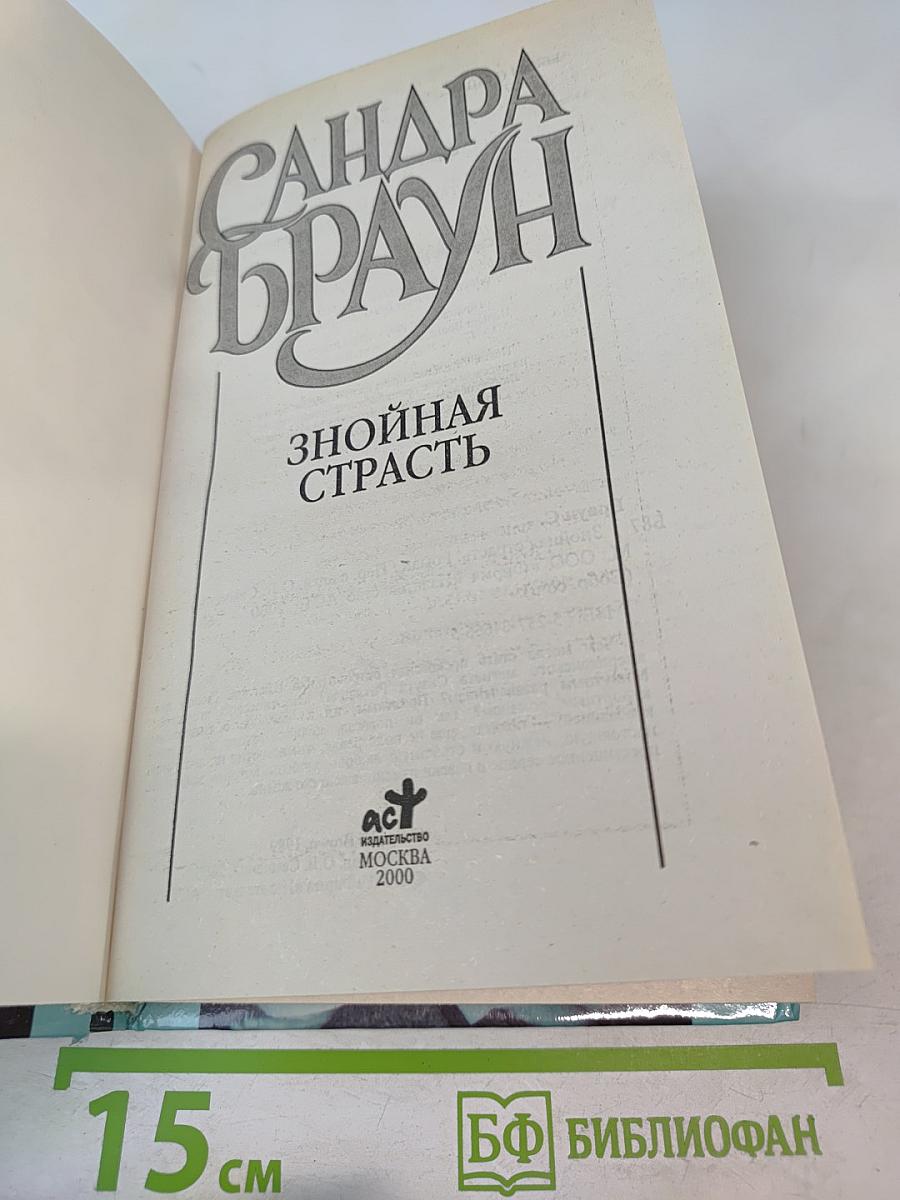 САНДРА
БРАУН
ЗНОЙНАЯ
СТРАСТЬ
аст
ИЗДАТЕЛЬСТВО
МОСКВА
2000
15 см
БФ БИБЛИОФАН